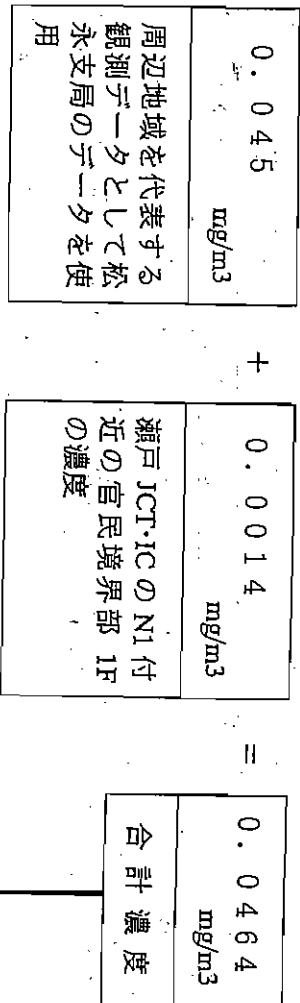 0.045
mg/m3
周辺地域を代表する
観測データとして松
永支局のデータを使
用
+
0.0014
mg/m3
瀬戸 JCT･IC の N1 付
近の官民境界部 1F
の濃度
=
0.0464
mg/m3
合計濃度